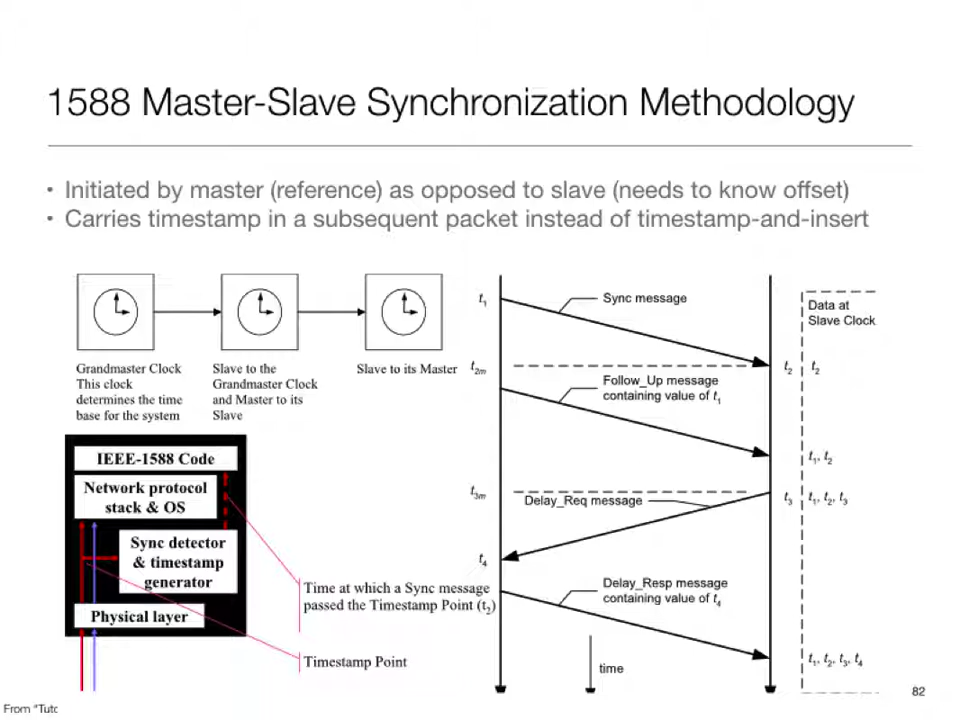 1588 Master-Slave Synchronization Methodology
• Initiated by master (reference) as opposed to slave (needs to know offset)
• Carries timestamp in a subsequent packet instead of timestamp-and-insert
Grandmaster Clock
This clock
determines the time
base for the system
Slave to the
Grandmaster Clock
and Master to its
Slave
Slave to its Master
IEEE-1588 Code
Network protocol
stack & OS
Sync detector
& timestamp
generator
Physical layer
Time at which a Sync message
passed the Timestamp Point (t2)
Timestamp Point
t1
Sync message
t2m
t2
Follow_Up message
containing value of t1
t3m
t3
Delay_Req message
t4
Delay_Resp message
containing value of t4
time
Data at
Slave Clock
t2
t1, t2
t1, t2, t3
t1, t2, t3, t4
82
From "Tuto